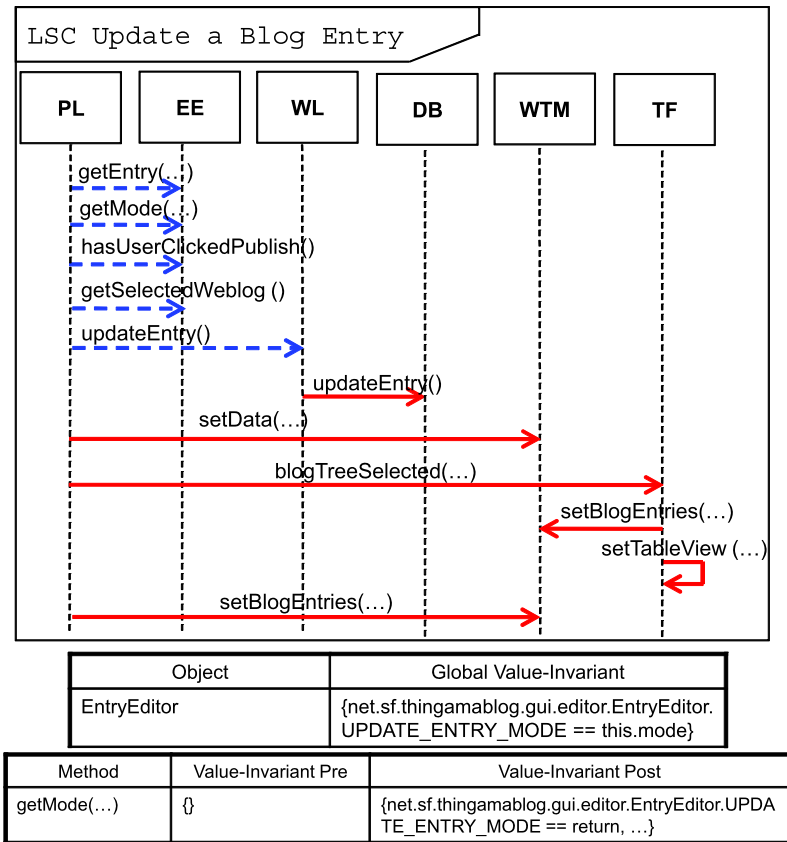 LSC Update a Blog Entry
PL EE WL DB WTM TF
getEntry(…)
getMode(…)
hasUserClickedPublish()
getSelectedWeblog ()
updateEntry()
updateEntry()
setData(…)
blogTreeSelected(…)
setBlogEntries(…)
setTableView (…)
setBlogEntries(…)
Object Global Value-Invariant
EntryEditor {net.sf.thingamablog.gui.editor.EntryEditor.
UPDATE_ENTRY_MODE == this.mode}
Method Value-Invariant Pre Value-Invariant Post
getMode(…) {} {net.sf.thingamablog.gui.editor.EntryEditor.UPDA
TE_ENTRY_MODE == return, …}